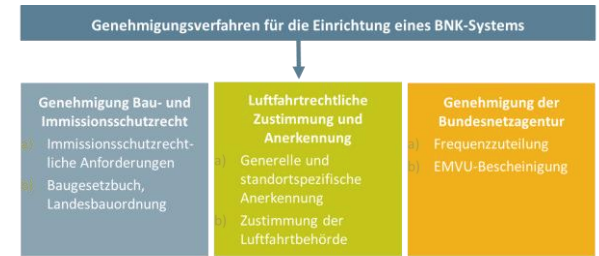 Genehmigungsverfahren für die Einrichtung eines BNK-Systems
Genehmigung Bau- und
Immissionsschutzrecht
a) Immissionsschutzrecht-
liche Anforderungen
b) Baugesetzbuch,
Landesbauordnung
Luftfahrtrechtliche
Zustimmung und
Anerkennung
a) Generelle und
standortspezifische
Anerkennung
b) Zustimmung der
Luftfahrtbehörde
Genehmigung der
Bundesnetzagentur
a) Frequenzzuteilung
b) EMVU-Bescheinigung